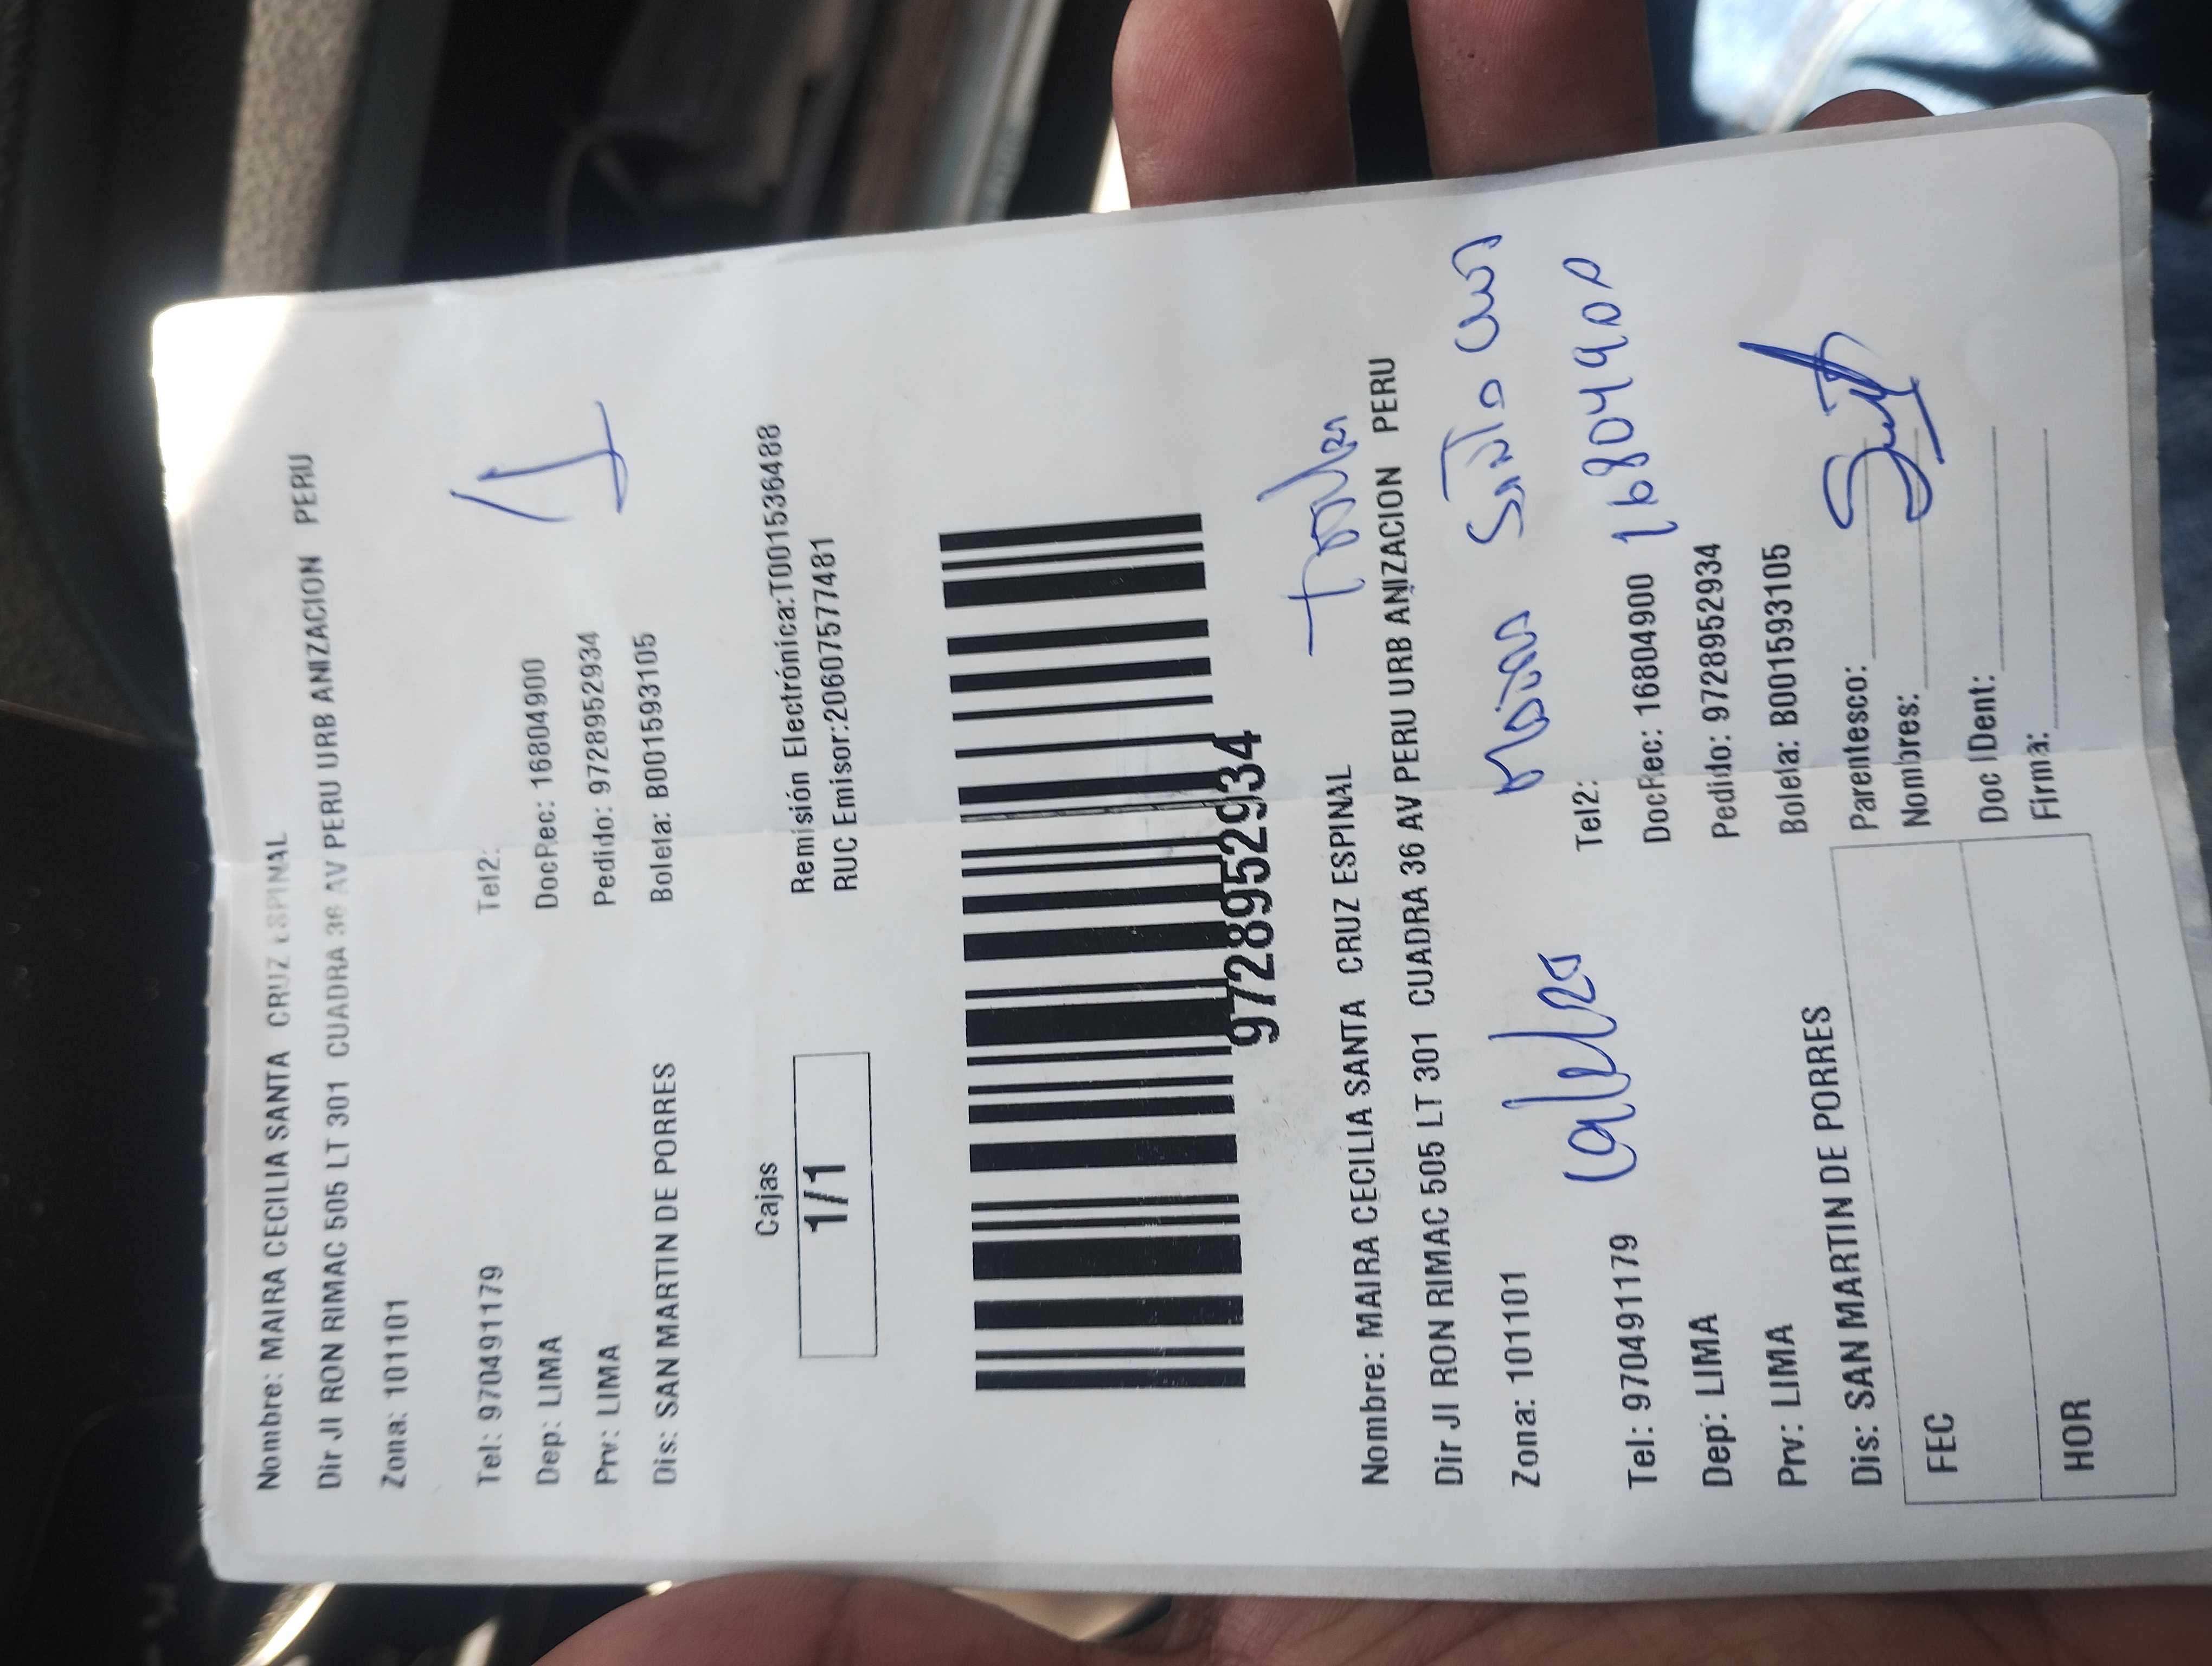 Nombre: MAIRA CECILIA SANTA CRUZ ESPINAL
Dir JI RON RIMAC 505 LT 301 CUADRA 36 AV PERU URB ANIZACION PERU
Zona: 101101
Tel: 970491179 Tel2:
Dep: LIMA DocRec: 16804900
Prv: LIMA Pedido: 9728952934
Dis: SAN MARTIN DE PORRES Boleta: B001593105
1
Cajas
1/1
Remisión Electrónica:T001536488
RUC Emisor:20607577481
9728952934
Nombre: MAIRA CECILIA SANTA CRUZ ESPINAL
Dir JI RON RIMAC 505 LT 301 CUADRA 36 AV PERU URB ANIZACION PERU
Zona: 101101
Maira Santa Cruz
Tel: 970491179 Tel2:
Dep: LIMA DocRec: 16804900 16804900
Prv: LIMA Pedido: 9728952934
Dis: SAN MARTIN DE PORRES Boleta: B001593105
FEC
HOR
Parentesco:
Nombres:
Doc IDent:
Firma: